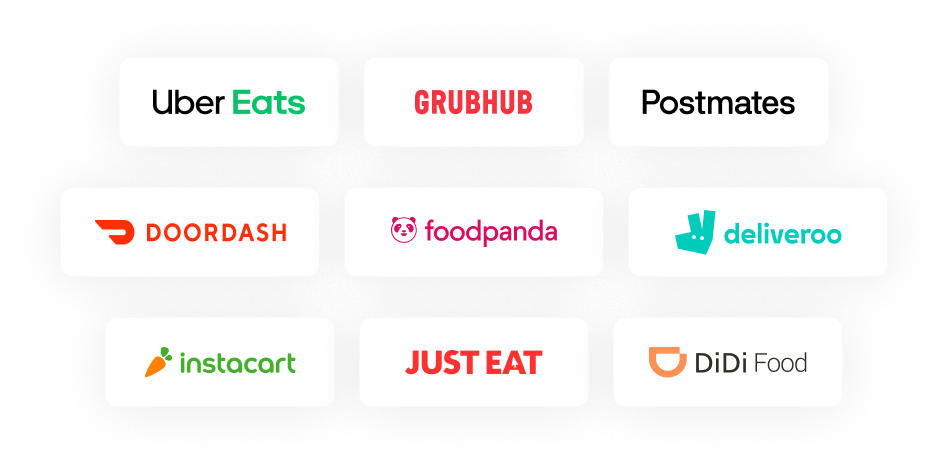 Uber Eats
GRUBHUB
Postmates
DOORDASH
foodpanda
deliveroo
instacart
JUST EAT
DiDi Food